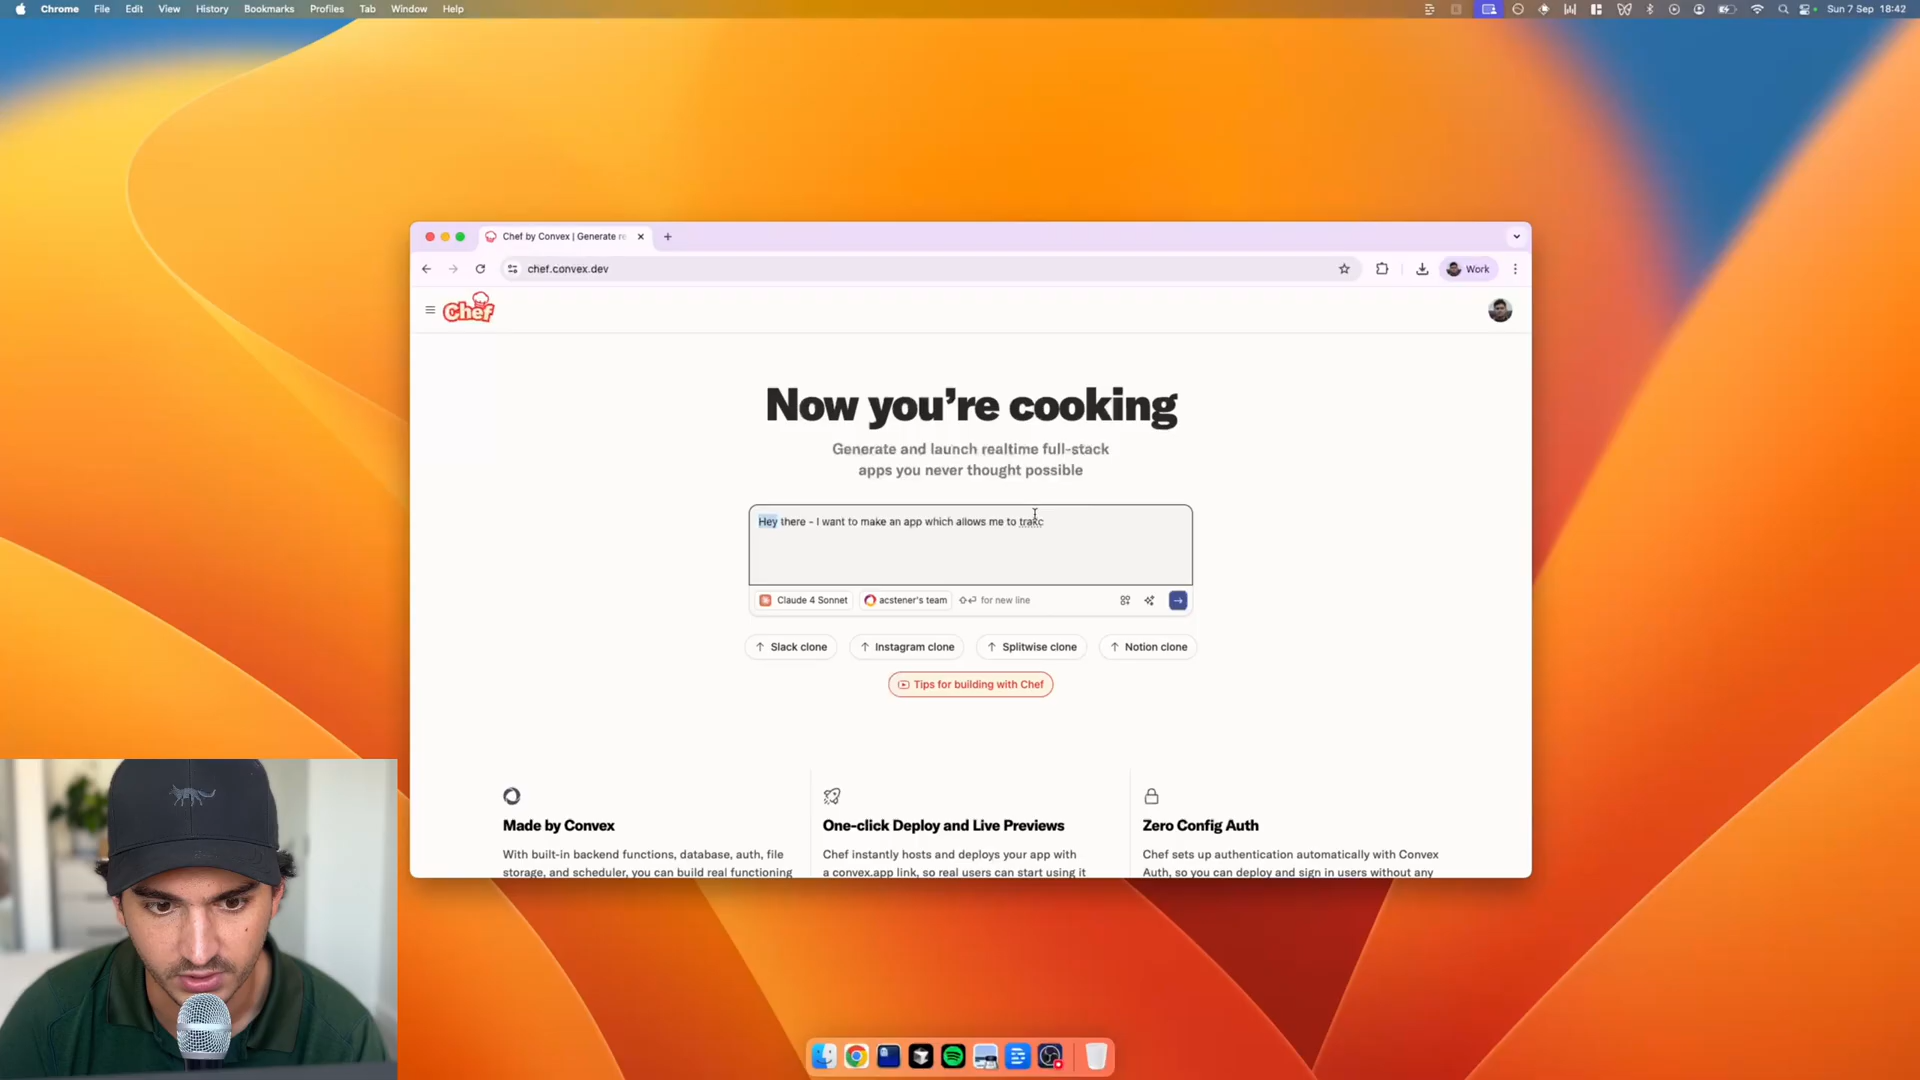 Chrome File Edit View History Bookmarks Profiles Tab Window Help
Sun 7 Sep 18:42
Chef by Convex | Generate re
chef.convex.dev
Work
Chef
Now you're cooking
Generate and launch realtime full-stack
apps you never thought possible
Hey there - I want to make an app which allows me to trakc
Claude 4 Sonnet acstener's team for new line
Slack clone Instagram clone Splitwise clone Notion clone
Tips for building with Chef
Made by Convex
With built-in backend functions, database, auth, file
storage, and scheduler, you can build real functioning
One-click Deploy and Live Previews
Chef instantly hosts and deploys your app with
a convex.app link, so real users can start using it
Zero Config Auth
Chef sets up authentication automatically with Convex
Auth, so you can deploy and sign in users without any